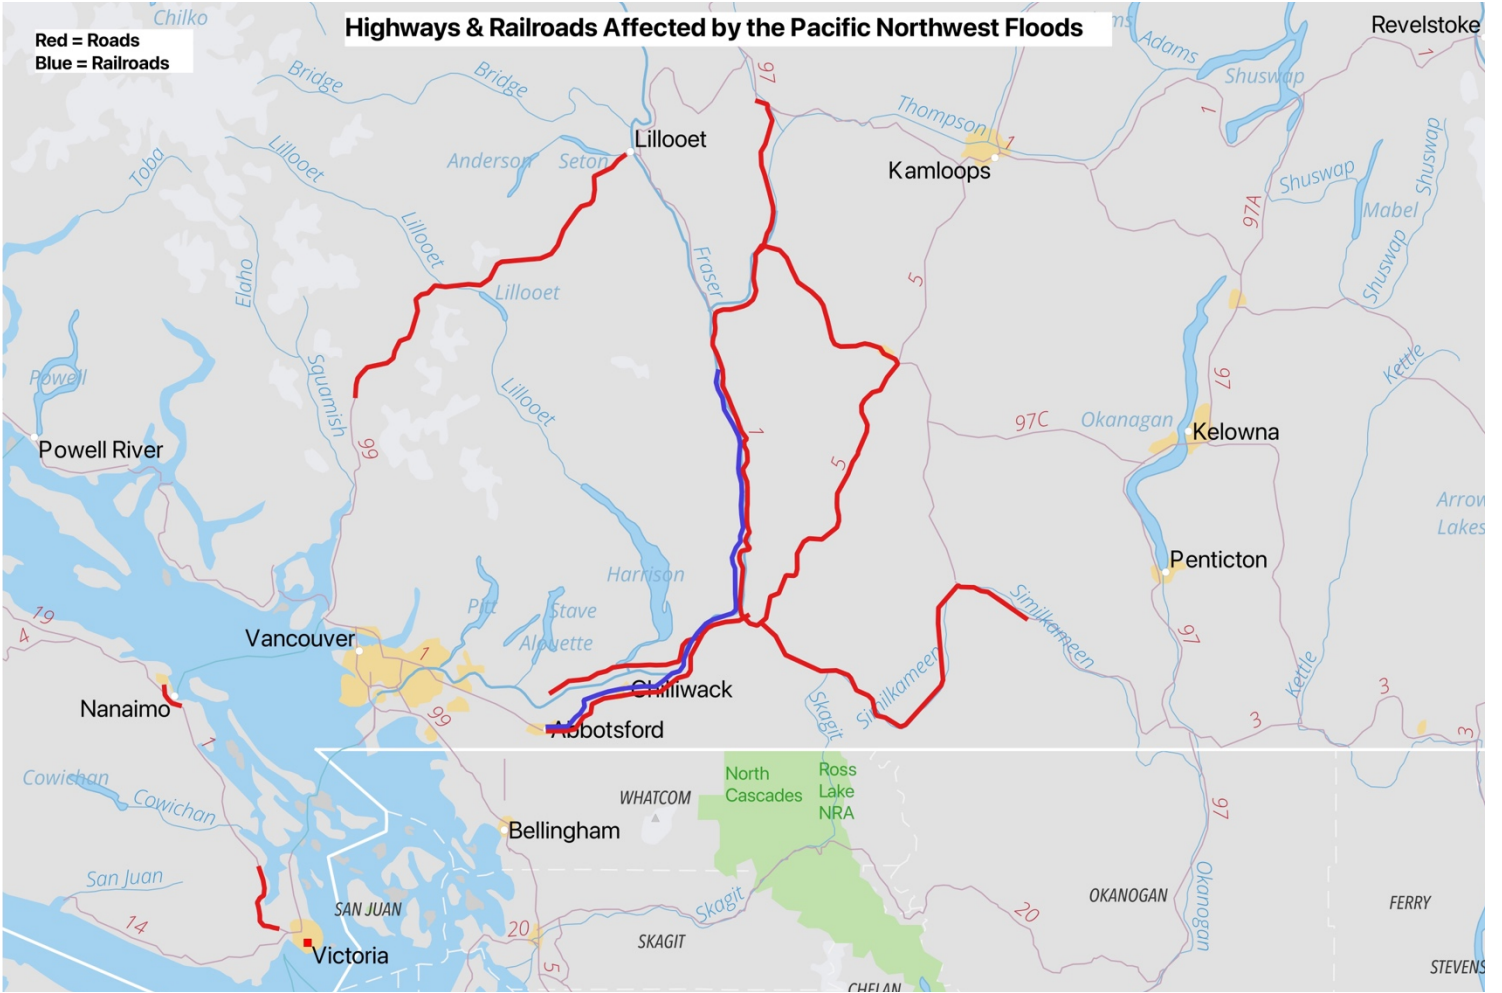 Highways & Railroads Affected by the Pacific Northwest Floods
Red = Roads
Blue = Railroads
Chilko
Revelstoke
Adams
Shuswap
1
97
Bridge
Bridge
Thompson
1
1
Kamloops
Lillooet
Lillooet
Anderson
Seton
Toba
Shuswap
Shuswap
Mabel
97A
Lillooet
Elaho
Fraser
Lillooet
5
Shuswap
Squamish
Powell
Kettle
97
Lillooet
Okanagan
97C
Kelowna
1
5
99
Powell River
Arrow
Lakes
Penticton
Harrison
Pitt
Stave
Alouette
Similkameen
19
4
Vancouver
1
97
Similkameen
Kettle
Chilliwack
Skagit
3
3
3
Nanaimo
99
Abbotsford
1
North
Cascades
Ross
Lake
NRA
WHATCOM
Cowichan
Cowichan
Bellingham
97
San Juan
14
SAN JUAN
Skagit
20
SKAGIT
20
OKANOGAN
Okanogan
FERRY
Victoria
5
STEVENS
CHELAN